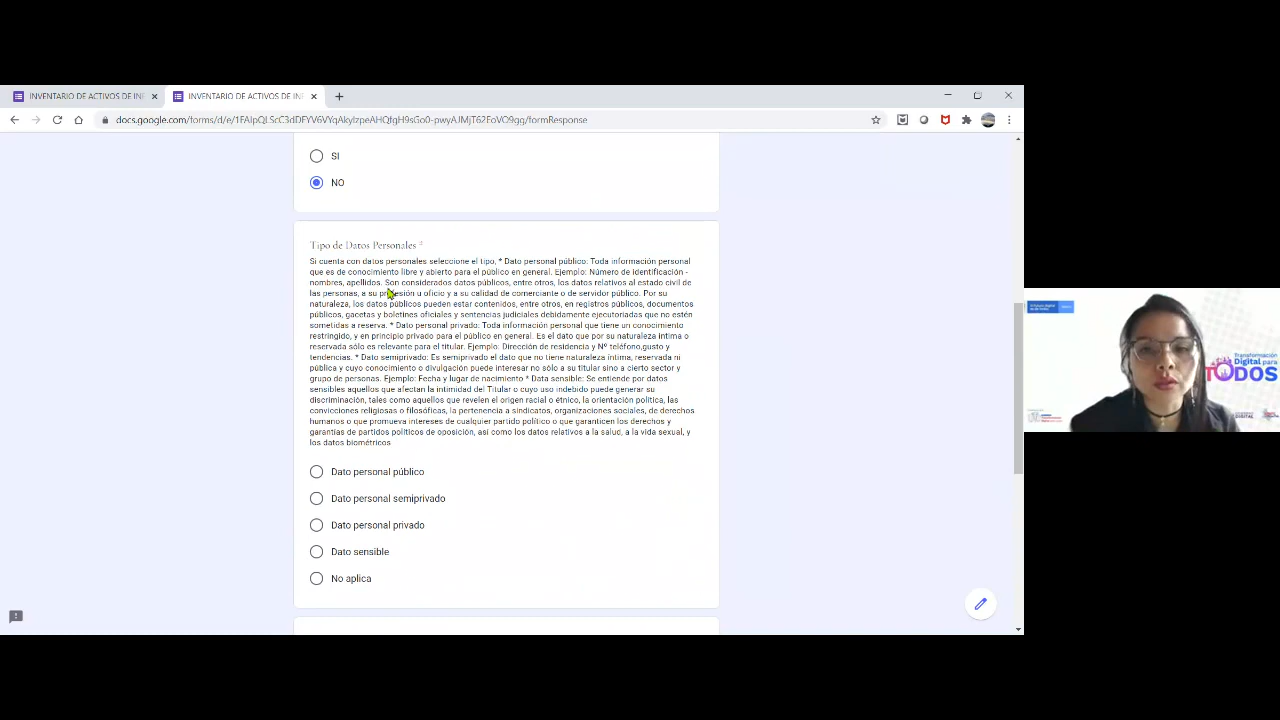 INVENTARIO DE ACTIVOS DE INF
INVENTARIO DE ACTIVOS DE INF
docs.google.com/forms/d/e/1FAIpQLScC3dDFYV6VYqAkyIzpeAHQfgH9sGo0-pwyAJMjT62EoVO9gg/formResponse
SI
NO
Tipo de Datos Personales *
Si cuenta con datos personales seleccione el tipo, * Dato personal público: Toda información personal
que es de conocimiento libre y abierto para el público en general. Ejemplo: Número de identificación -
nombres, apellidos. Son considerados datos públicos, entre otros, los datos relativos al estado civil de
las personas, a su profesión u oficio y a su calidad de comerciante o de servidor público. Por su
naturaleza, los datos públicos pueden estar contenidos, entre otros, en registros públicos, documentos
públicos, gacetas y boletines oficiales y sentencias judiciales debidamente ejecutoriadas que no estén
sometidas a reserva. * Dato personal privado: Toda información personal que tiene un conocimiento
restringido, y en principio privado para el público en general. Es el dato que por su naturaleza íntima o
reservada sólo es relevante para el titular. Ejemplo: Dirección de residencia y Nº teléfono,gusto y
tendencias. * Dato semiprivado: Es semiprivado el dato que no tiene naturaleza íntima, reservada ni
pública y cuyo conocimiento o divulgación puede interesar no sólo a su titular sino a cierto sector y
grupo de personas. Ejemplo: Fecha y lugar de nacimiento * Data sensible: Se entiende por datos
sensibles aquellos que afectan la intimidad del Titular o cuyo uso indebido puede generar su
discriminación, tales como aquellos que revelen el origen racial o étnico, la orientación política, las
convicciones religiosas o filosóficas, la pertenencia a sindicatos, organizaciones sociales, de derechos
humanos o que promueva intereses de cualquier partido político o que garanticen los derechos y
garantías de partidos políticos de oposición, así como los datos relativos a la salud, a la vida sexual, y
los datos biométricos
Dato personal público
Dato personal semiprivado
Dato personal privado
Dato sensible
No aplica
Transformación
Digital para
TODOS